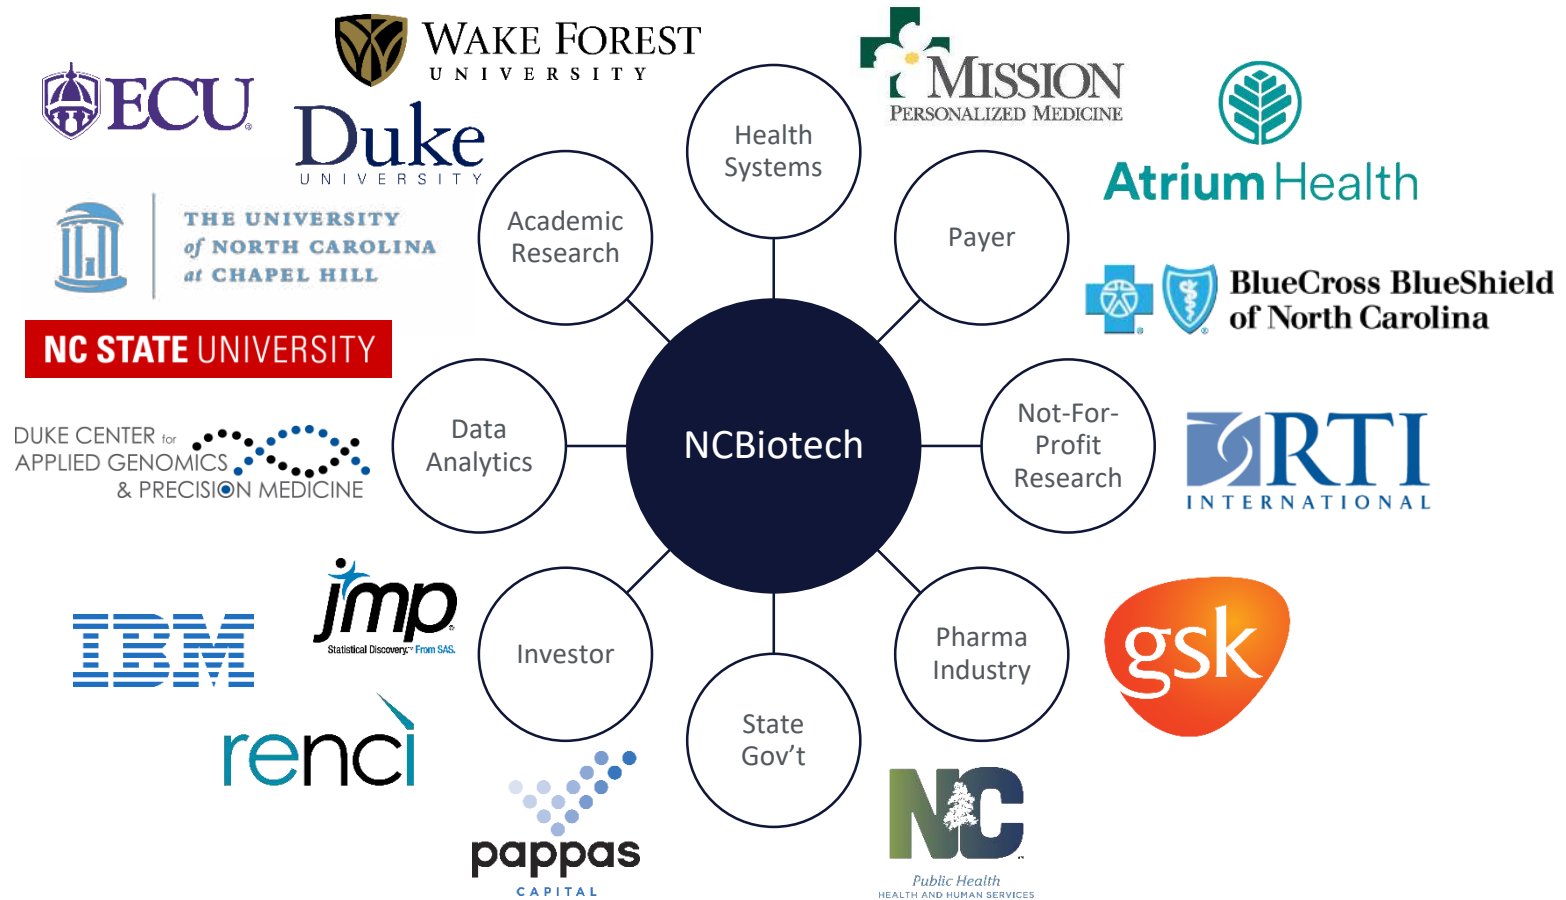 WAKE FOREST
UNIVERSITY
ECU
Duke
UNIVERSITY
THE UNIVERSITY
of NORTH CAROLINA
at CHAPEL HILL
NC STATE UNIVERSITY
DUKE CENTER for
APPLIED GENOMICS
& PRECISION MEDICINE
IBM
jmp
Statistical Discovery.™ From SAS.
renci
pappas
CAPITAL
Health
Systems
Academic
Research
Payer
Data
Analytics
NCBiotech
Not-For-
Profit
Research
Investor
Pharma
Industry
State
Gov’t
MISSION
PERSONALIZED MEDICINE
Atrium Health
BlueCross BlueShield
of North Carolina
RTI
INTERNATIONAL
gsk
NC
Public Health
HEALTH AND HUMAN SERVICES